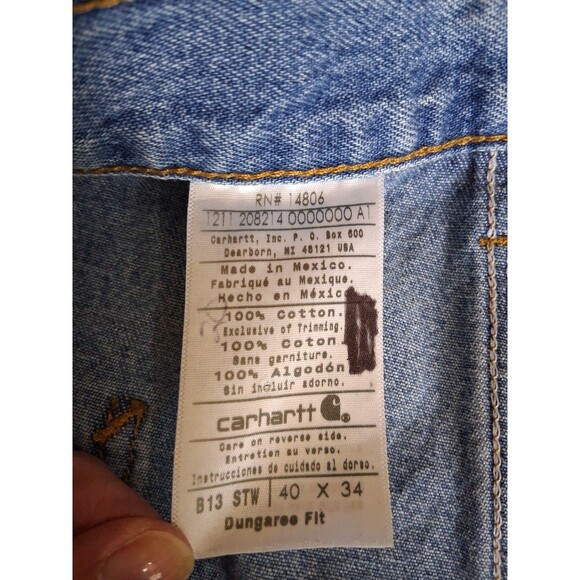 RN# 14806
1211 208214 0000000 A1
Carhartt, Inc. P. O. Box 600
Dearborn, MI 48121 USA
Made in Mexico.
Fabriqué au Mexique.
Hecho en México
100% Cotton.
Exclusive of Trimming.
100% Coton.
Sans garniture.
100% Algodón
Sin incluir adorno.
carhartt
Care on reverse side.
Entretien au verso.
Instrucciones de cuidado al dorso.
B13 STW 40 X 34
Dungaree Fit